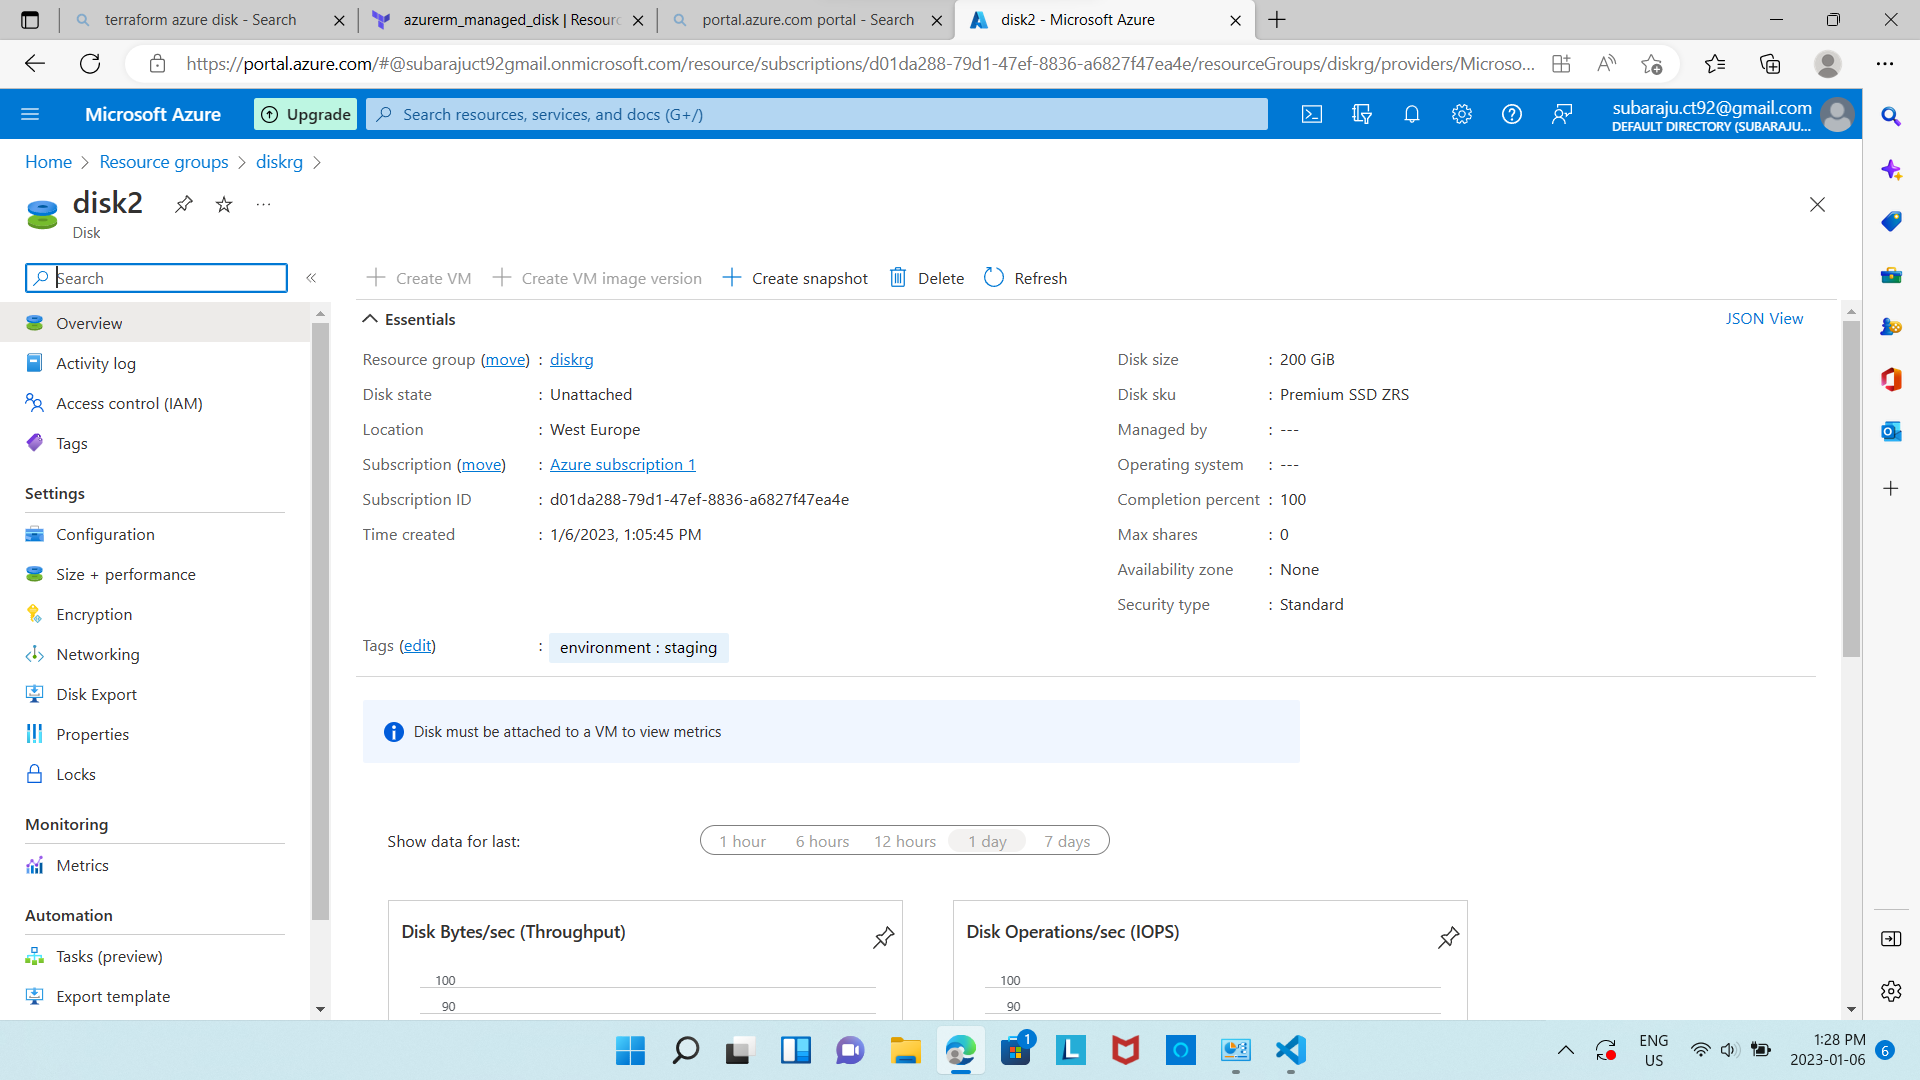 terraform azure disk - Search
azurerm_managed_disk | Resourc
portal.azure.com portal - Search
disk2 - Microsoft Azure
https://portal.azure.com/#@subarajuct92gmail.onmicrosoft.com/resource/subscriptions/d01da288-79d1-47ef-8836-a6827f47ea4e/resourceGroups/diskrg/providers/Microso...
Microsoft Azure
Upgrade
Search resources, services, and docs (G+/)
subaraju.ct92@gmail.com
DEFAULT DIRECTORY (SUBARAJU...
Home > Resource groups > diskrg >
disk2
Disk
Search
Create VM
Create VM image version
Create snapshot
Delete
Refresh
Overview
Activity log
Access control (IAM)
Tags
Settings
Configuration
Size + performance
Encryption
Networking
Disk Export
Properties
Locks
Monitoring
Metrics
Automation
Tasks (preview)
Export template
Essentials
JSON View
Resource group (move) : diskrg
Disk state : Unattached
Location : West Europe
Subscription (move) : Azure subscription 1
Subscription ID : d01da288-79d1-47ef-8836-a6827f47ea4e
Time created : 1/6/2023, 1:05:45 PM
Disk size : 200 GiB
Disk sku : Premium SSD ZRS
Managed by : ---
Operating system : ---
Completion percent : 100
Max shares : 0
Availability zone : None
Security type : Standard
Tags (edit) : environment : staging
Disk must be attached to a VM to view metrics
Show data for last:
1 hour
6 hours
12 hours
1 day
7 days
Disk Bytes/sec (Throughput)
100
90
Disk Operations/sec (IOPS)
100
90
1
ENG
US
1:28 PM
2023-01-06
6